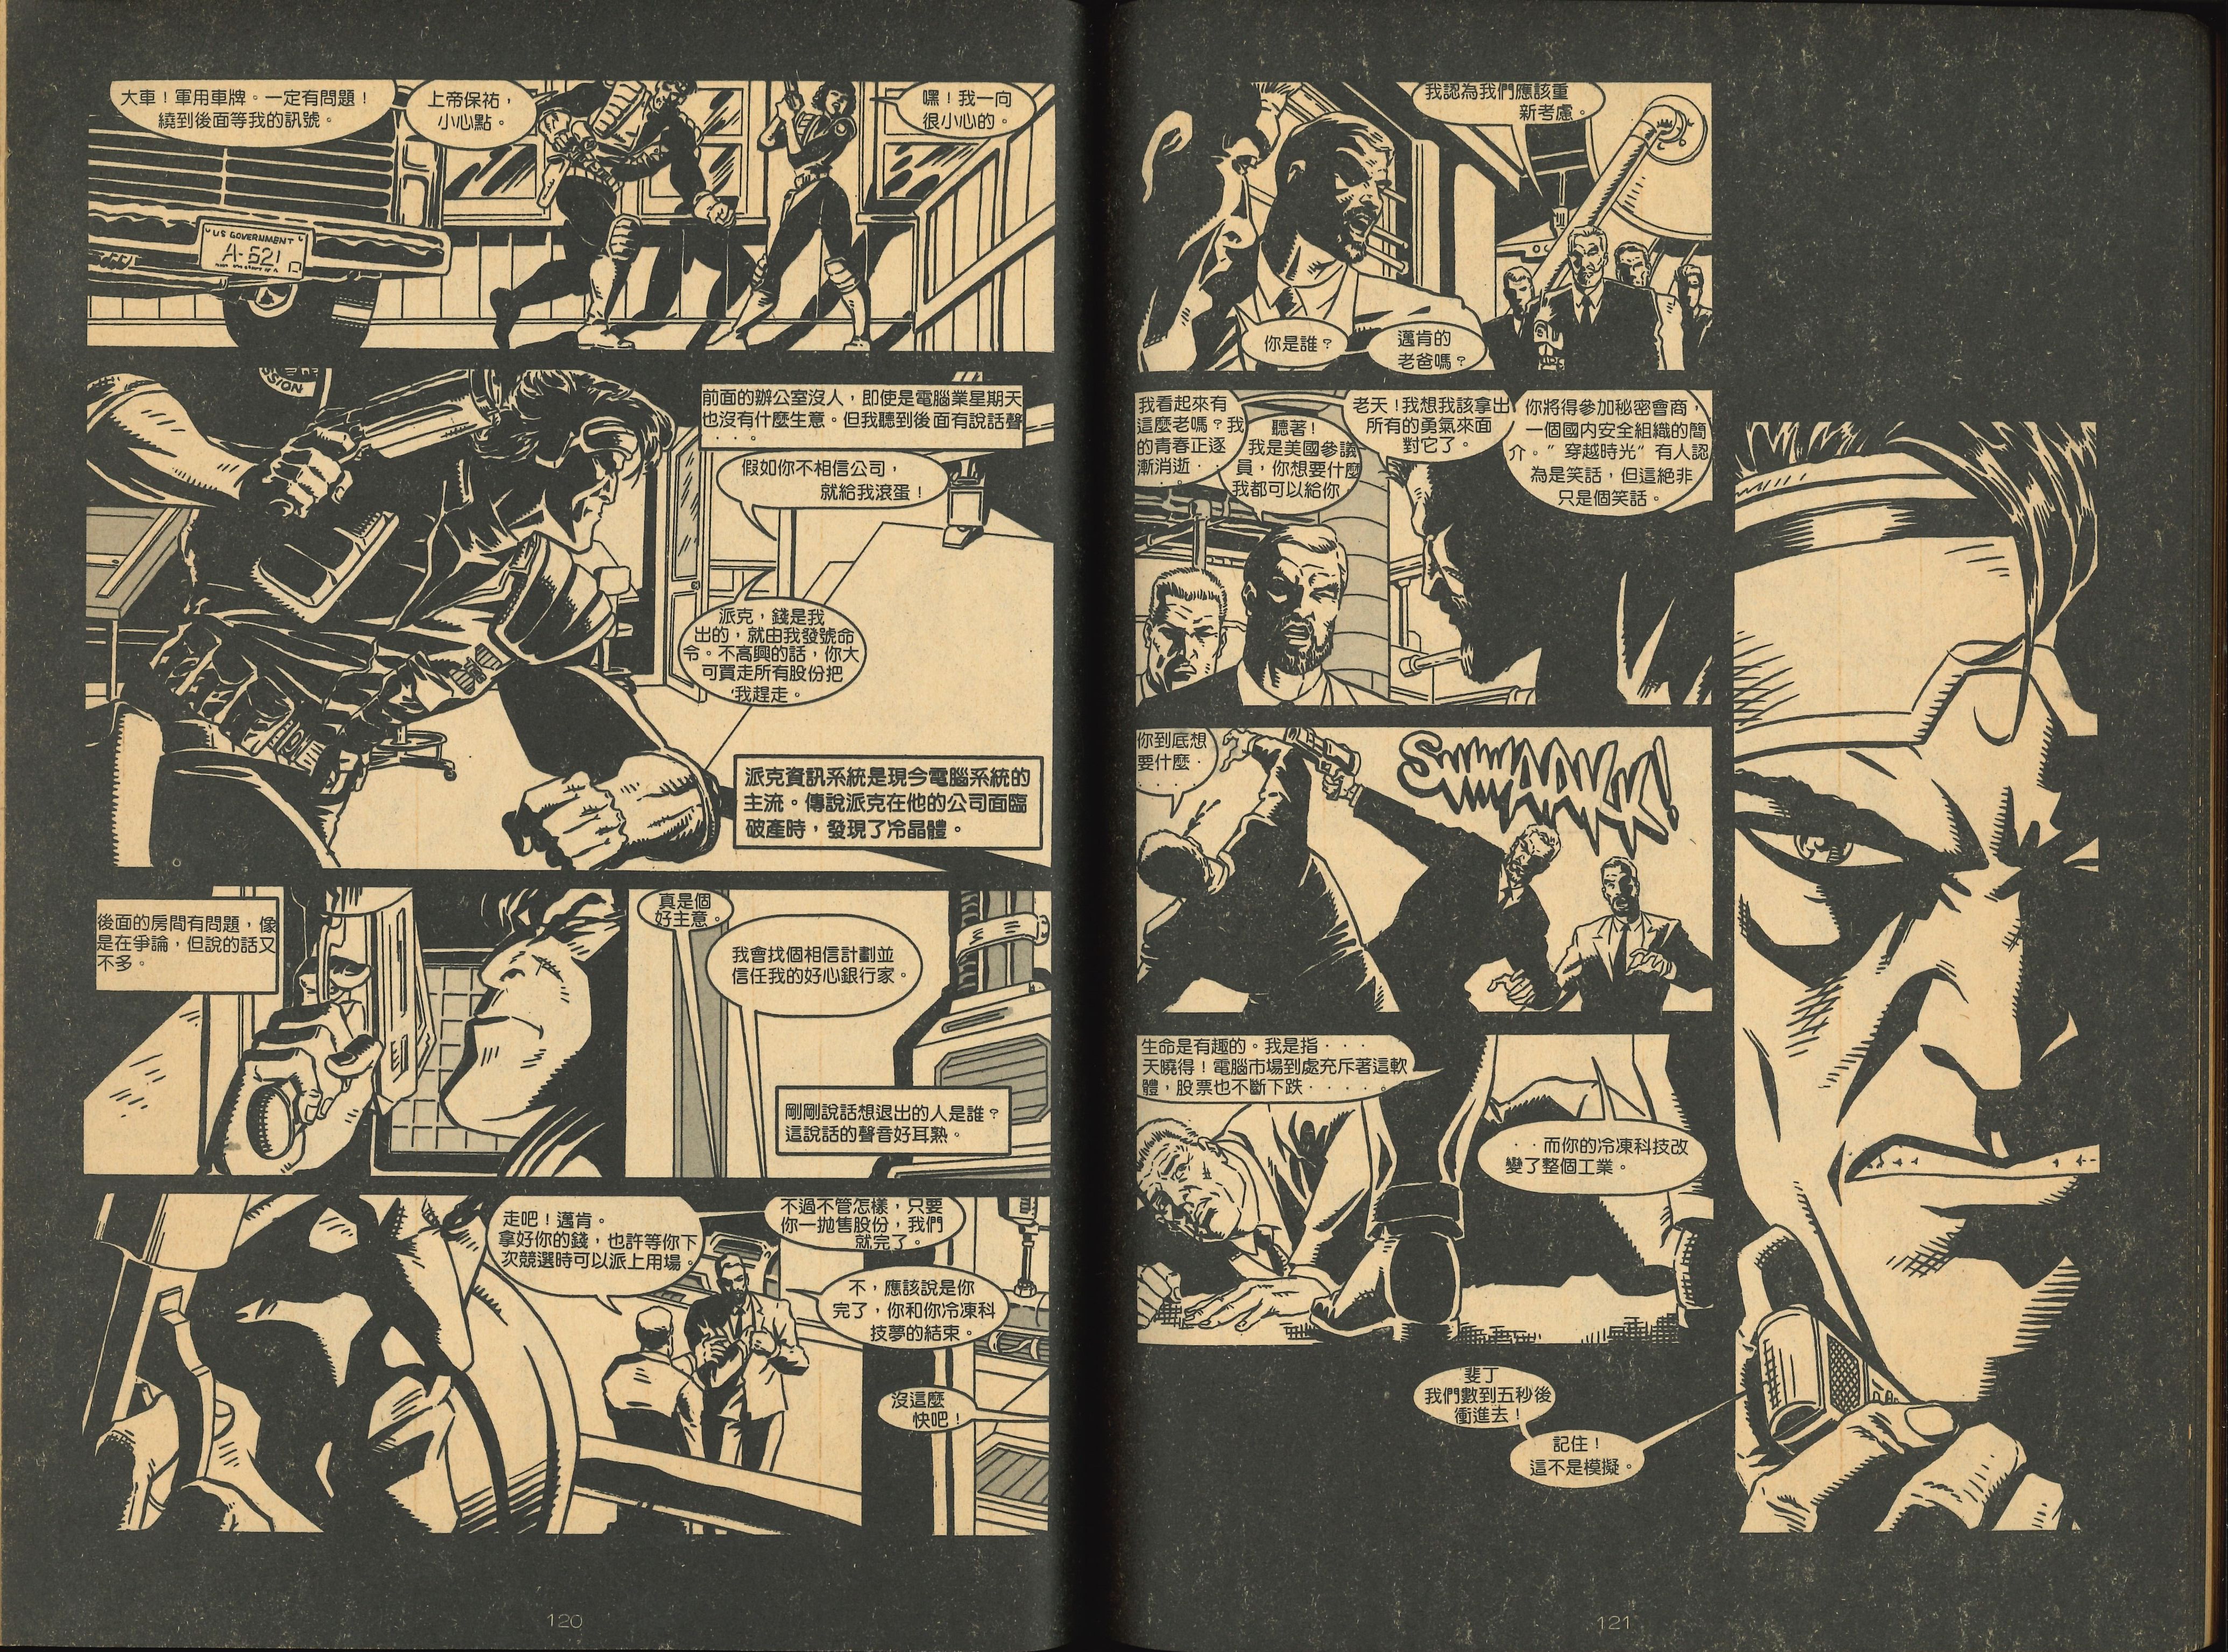 大車！軍用車牌。一定有問題！
繞到後面等我的訊號。
上帝保祐，
小心點。
嘿！我一向
很小心的。
US GOVERNMENT
A-521
SION
前面的辦公室沒人，即使是電腦業星期天
也沒有什麼生意。但我聽到後面有說話聲
・・・。
假如你不相信公司，
就給我滾蛋！
派克，錢是我
出的，就由我發號命
令。不高興的話，你大
可買走所有股份把
我趕走。
派克資訊系統是現今電腦系統的
主流。傳說派克在他的公司面臨
破產時，發現了冷晶體。
後面的房間有問題，像
是在爭論，但說的話又
不多。
真是個
好主意。
我會找個相信計劃並
信任我的好心銀行家。
剛剛說話想退出的人是誰？
這說話的聲音好耳熟。
走吧！邁肯。
拿好你的錢，也許等你下
次競選時可以派上用場。
不過不管怎樣，只要
你一拋售股份，我們
就完了。
不，應該說是你
完了，你和你冷凍科
技夢的結束。
沒這麼
快吧！
120
我認為我們應該重
新考慮。
你是誰？
邁肯的
老爸嗎？
我看起來有
這麼老嗎？我
的青春正逐
漸消逝・・
・。
聽著！
我是美國參議
員，你想要什麼
我都可以給你
老天！我想我該拿出
所有的勇氣來面
對它了。
你將得參加秘密會商，
一個國內安全組織的簡
介。”穿越時光”有人認
為是笑話，但這絕非
只是個笑話。
你到底想
要什麼・
SMWAAKK!
生命是有趣的。我是指・・・
天曉得！電腦市場到處充斥著這軟
體，股票也不斷下跌・・・・・
・・而你的冷凍科技改
變了整個工業。
斐丁
我們數到五秒後
衝進去！
記住！
這不是模擬。
121